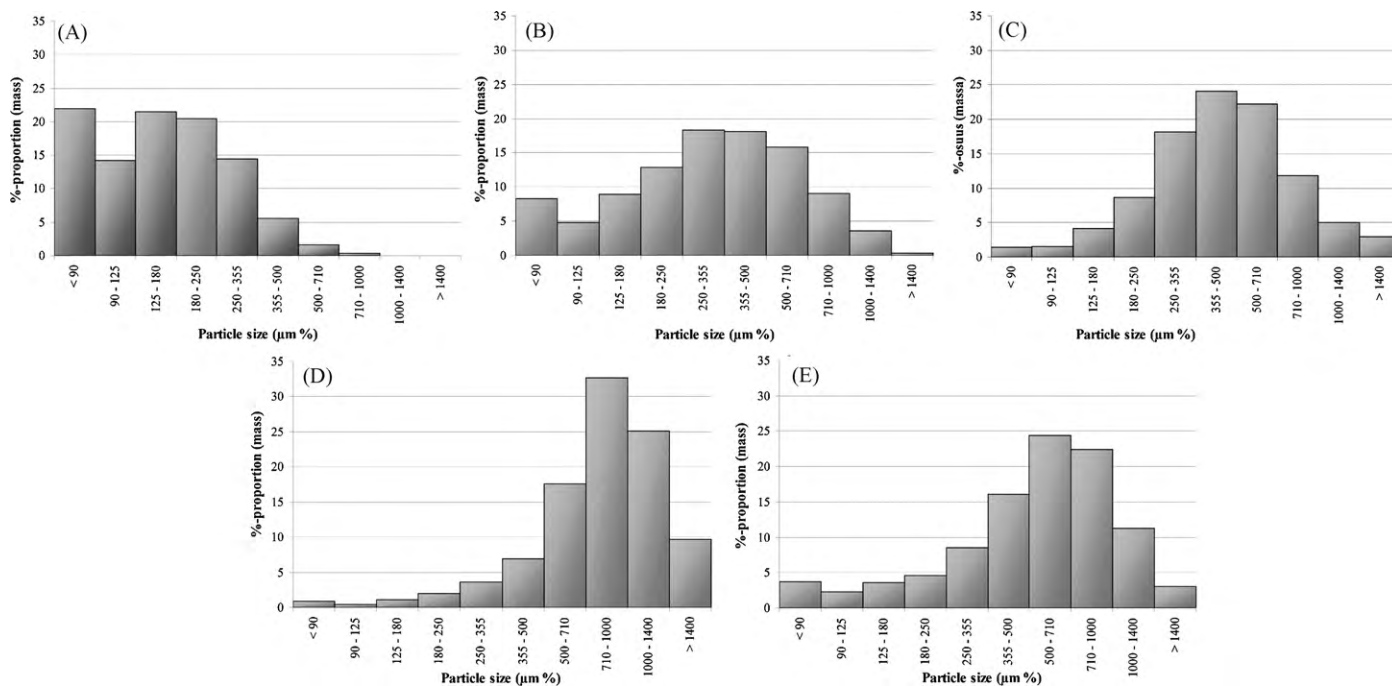 (A)
%-proportion (mass)
35
30
25
20
15
10
5
0
< 90
90 - 125
125 - 180
180 - 250
250 - 355
355 - 500
500 - 710
710 - 1000
1000 - 1400
> 1400
Particle size (µm %)
(B)
%-proportion (mass)
35
30
25
20
15
10
5
0
< 90
90 - 125
125 - 180
180 - 250
250 - 355
355 - 500
500 - 710
710 - 1000
1000 - 1400
> 1400
Particle size (µm %)
(C)
%-osuus (massa)
35
30
25
20
15
10
5
0
< 90
90 - 125
125 - 180
180 - 250
250 - 355
355 - 500
500 - 710
710 - 1000
1000 - 1400
> 1400
Particle size (µm %)
(D)
%-proportion (mass)
35
30
25
20
15
10
5
0
< 90
90 - 125
125 - 180
180 - 250
250 - 355
355 - 500
500 - 710
710 - 1000
1000 - 1400
> 1400
Particle size (µm %)
(E)
%-proportion (mass)
35
30
25
20
15
10
5
0
< 90
90 - 125
125 - 180
180 - 250
250 - 355
355 - 500
500 - 710
710 - 1000
1000 - 1400
> 1400
Particle size (µm %)